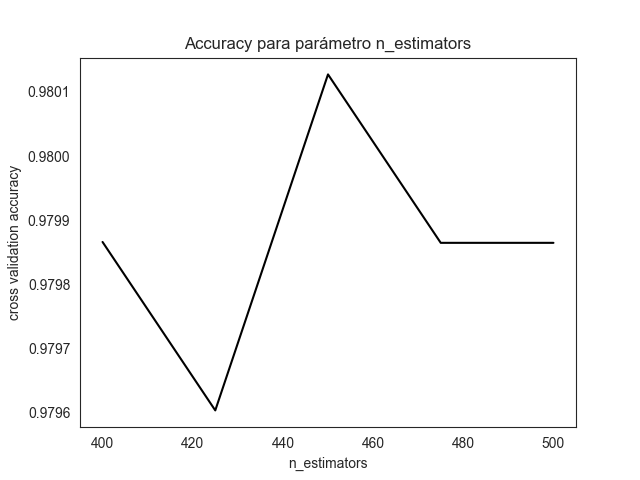 Accuracy para parámetro n_estimators
cross validation accuracy
0.9801
0.9800
0.9799
0.9798
0.9797
0.9796
400 420 440 460 480 500
n_estimators